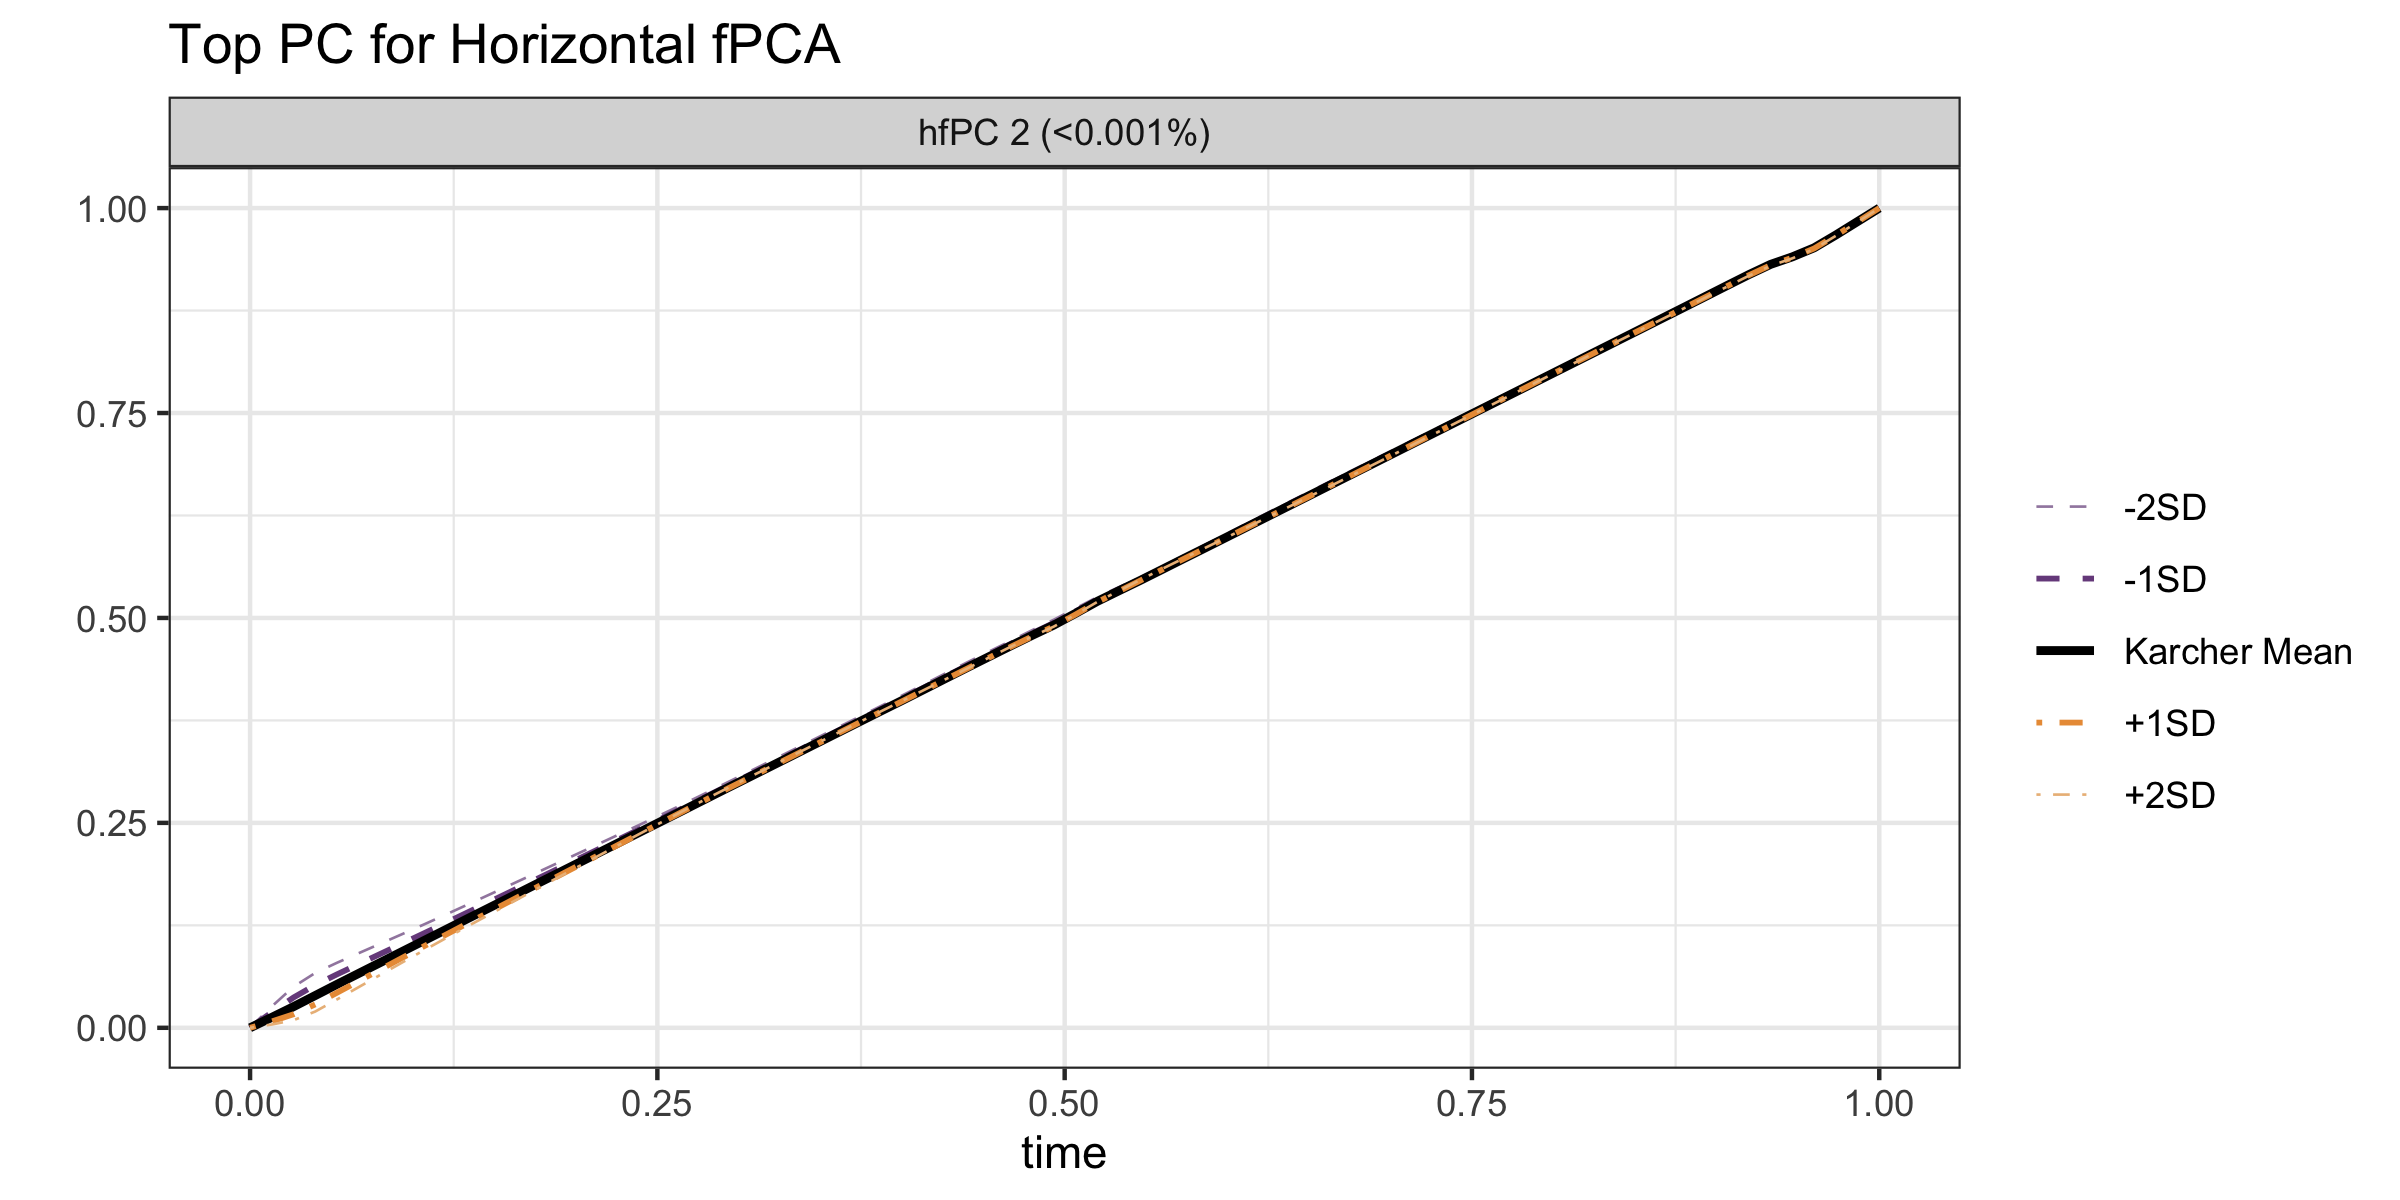 Top PC for Horizontal fPCA
hfPC 2 (<0.001%)
1.00
0.75
0.50
0.25
0.00
0.00 0.25 0.50 0.75 1.00
time
-2SD
-1SD
Karcher Mean
+1SD
+2SD